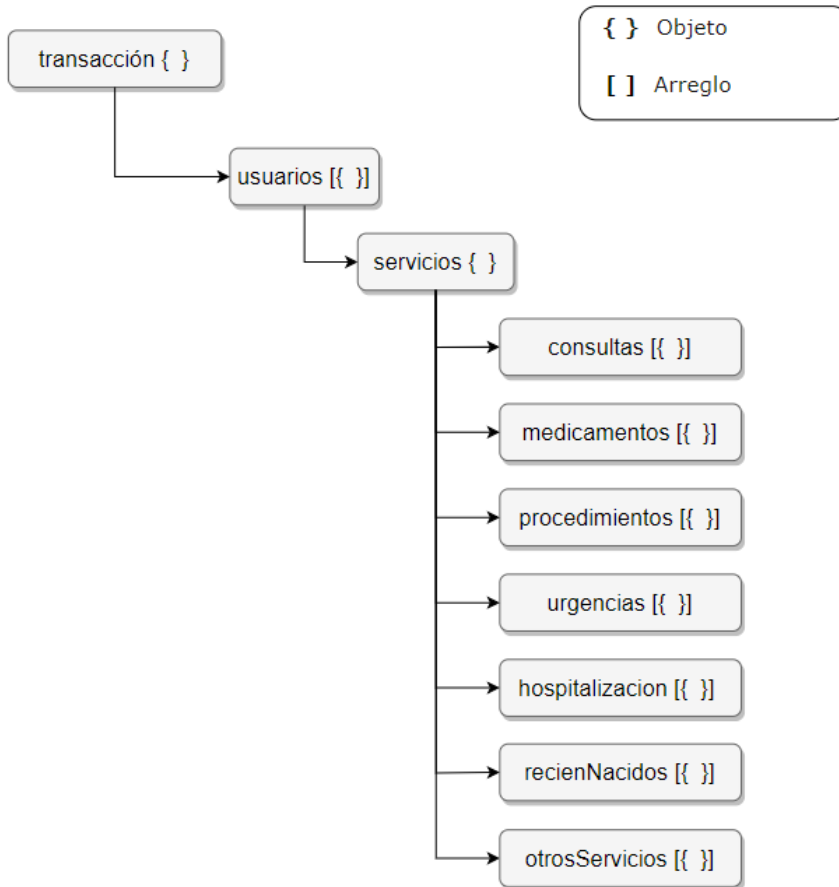 { } Objeto
[ ] Arreglo
transacción { }
usuarios [{ }]
servicios { }
consultas [{ }]
medicamentos [{ }]
procedimientos [{ }]
urgencias [{ }]
hospitalizacion [{ }]
recienNacidos [{ }]
otrosServicios [{ }]